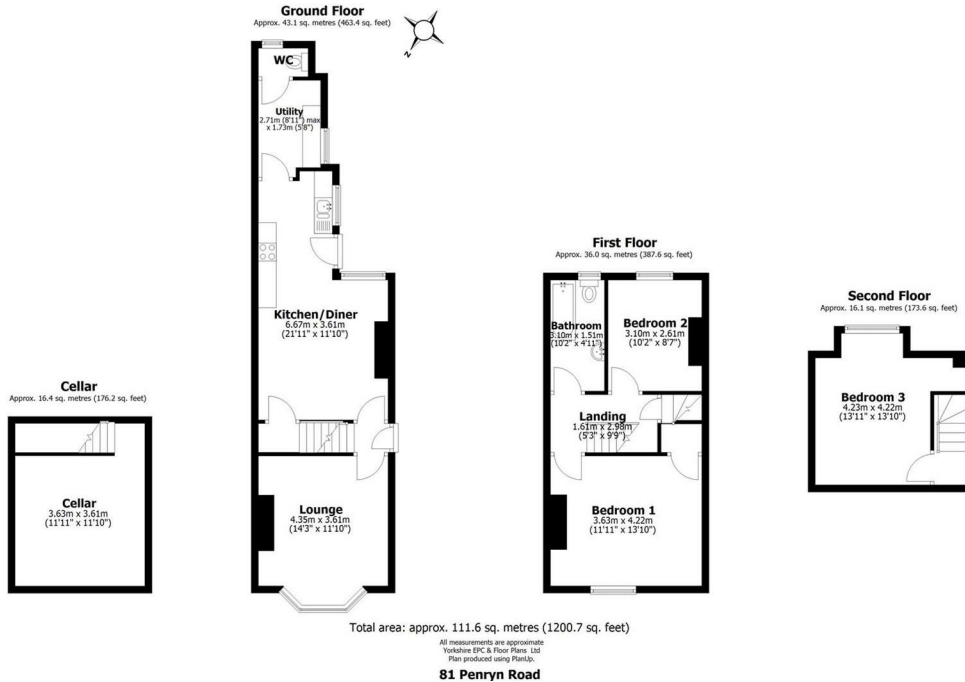 Ground Floor
Approx. 43.1 sq. metres (463.4 sq. feet)
N
WC
Utility
2.71m (8'11") max
x 1.73m (5'8")
Kitchen/Diner
6.67m x 3.61m
(21'11" x 11'10")
Lounge
4.35m x 3.61m
(14'3" x 11'10")
Cellar
Approx. 16.4 sq. metres (176.2 sq. feet)
Cellar
3.63m x 3.61m
(11'11" x 11'10")
First Floor
Approx. 36.0 sq. metres (387.6 sq. feet)
Bathroom
3.10m x 1.51m
(10'2" x 4'11")
Bedroom 2
3.10m x 2.61m
(10'2" x 8'7")
Landing
1.61m x 2.98m
(5'3" x 9'9")
Bedroom 1
3.63m x 4.22m
(11'11" x 13'10")
Second Floor
Approx. 16.1 sq. metres (173.6 sq. feet)
Bedroom 3
4.23m x 4.22m
(13'11" x 13'10")
Total area: approx. 111.6 sq. metres (1200.7 sq. feet)
All measurements are approximate
Yorkshire EPC & Floor Plans Ltd
Plan produced using PlanUp.
81 Penryn Road